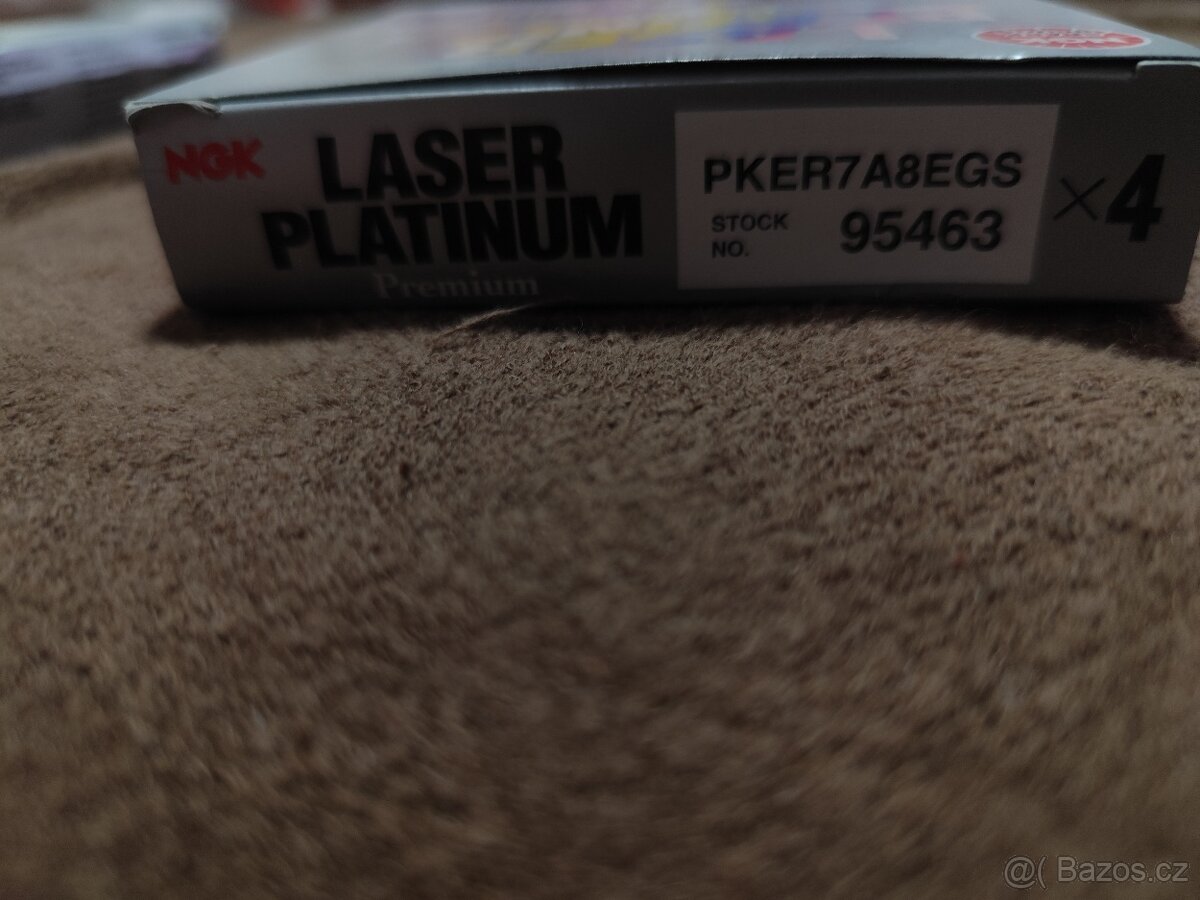 NGK
LASER
PLATINUM
Premium
PKER7A8EGS
STOCK
NO.
95463
×4
@( Bazos.cz